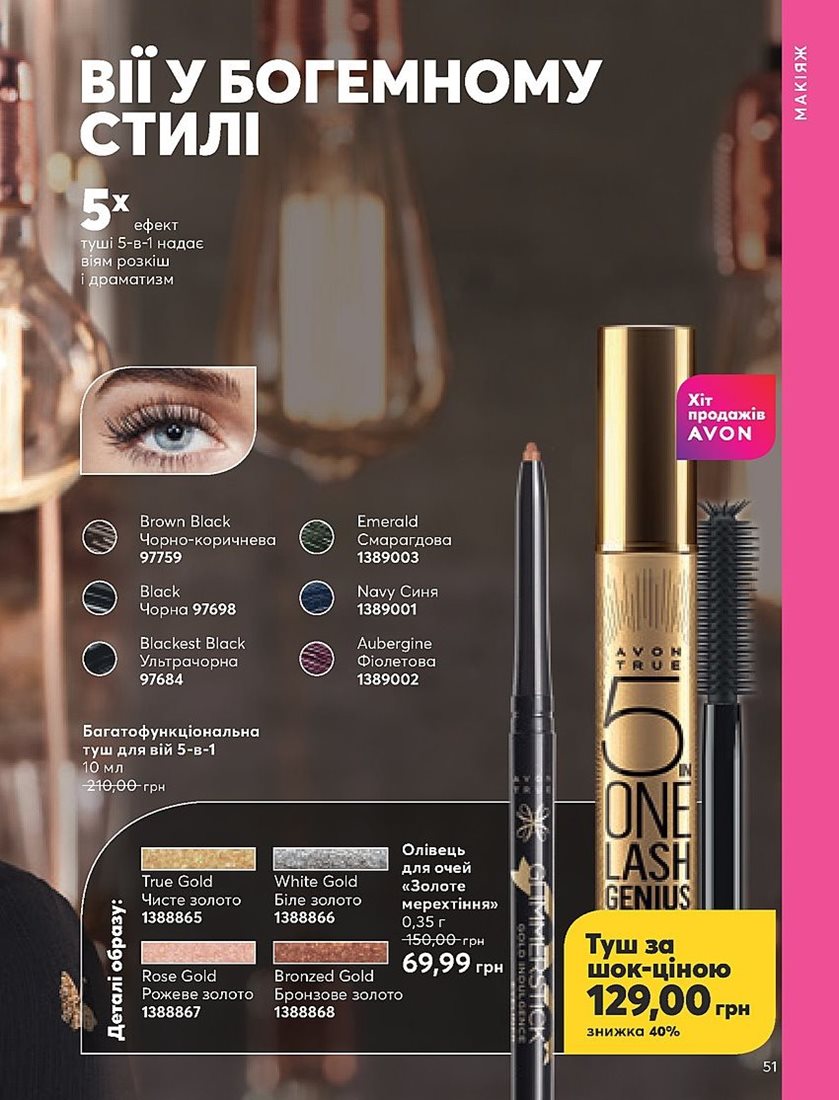 МАКІЯЖ
ВІЇ У БОГЕМНОМУ
СТИЛІ
5x ефект
туші 5-в-1 надає
віям розкіш
і драматизм
Хіт
продажів
AVON
Brown Black
Чорно-коричнева
97759
Black
Чорна 97698
Blackest Black
Ультрачорна
97684
Emerald
Смарагдова
1389003
Navy Синя
1389001
Aubergine
Фіолетова
1389002
Багатофункціональна
туш для вій 5-в-1
10 мл
210,00 грн
Деталі образу:
True Gold
Чисте золото
1388865
White Gold
Біле золото
1388866
Rose Gold
Рожеве золото
1388867
Bronzed Gold
Бронзове золото
1388868
Олівець
для очей
«Золоте
мерехтіння»
0,35 г
150,00 грн
69,99 грн
AVON
TRUE
GLIMMERSTICK
GOLD INDULGENCE
AVON
TRUE
5
IN
ONE
LASH
GENIUS
Туш за
шок-ціною
129,00 грн
знижка 40%
51